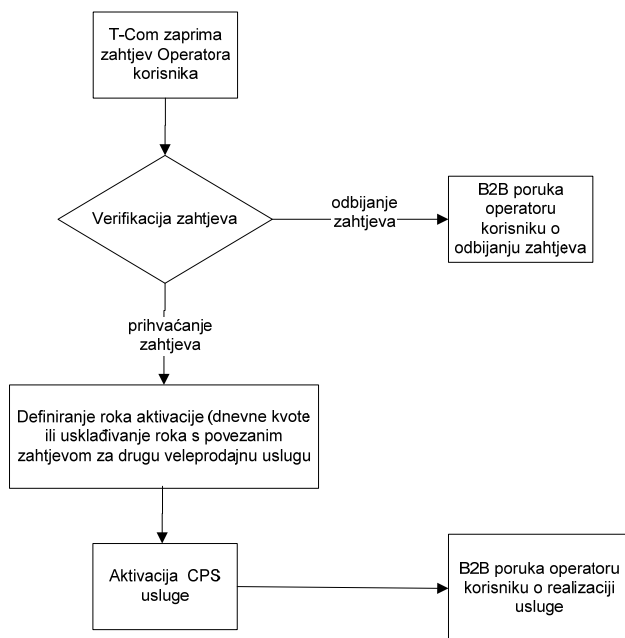 T-Com zaprima
zahtjev Operatora
korisnika
Verifikacija zahtjeva
odbijanje
zahtjeva
B2B poruka
operatoru
korisniku o
odbijanju zahtjeva
prihvaćanje
zahtjeva
Definiranje roka aktivacije (dnevne kvote
ili usklađivanje roka s povezanim
zahtjevom za drugu veleprodajnu uslugu
Aktivacija  CPS
usluge
B2B poruka operatoru
korisniku o realizaciji
usluge